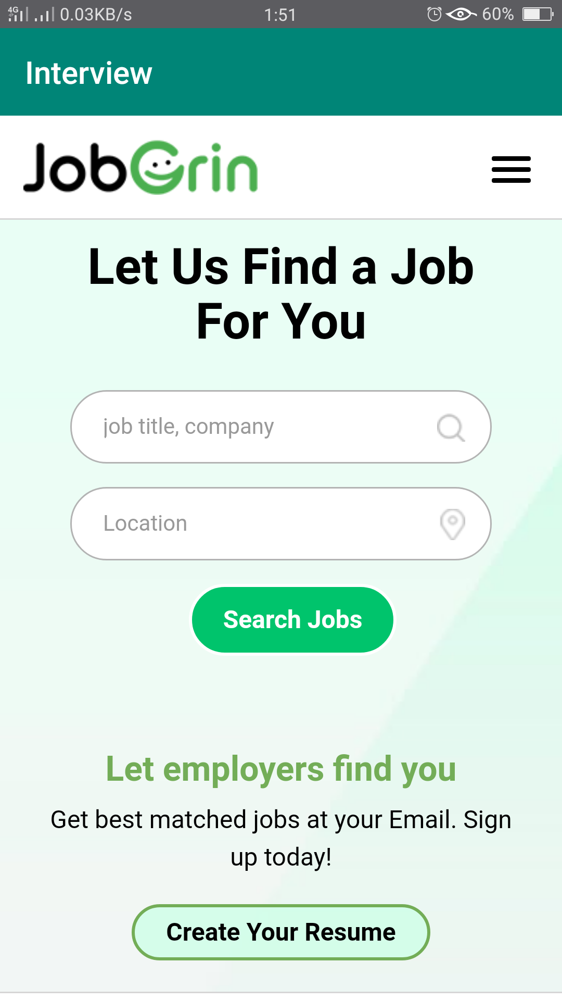 4G 0.03KB/s 1:51 60%
Interview
JobGrin
Let Us Find a Job
For You
job title, company
Location
Search Jobs
Let employers find you
Get best matched jobs at your Email. Sign
up today!
Create Your Resume